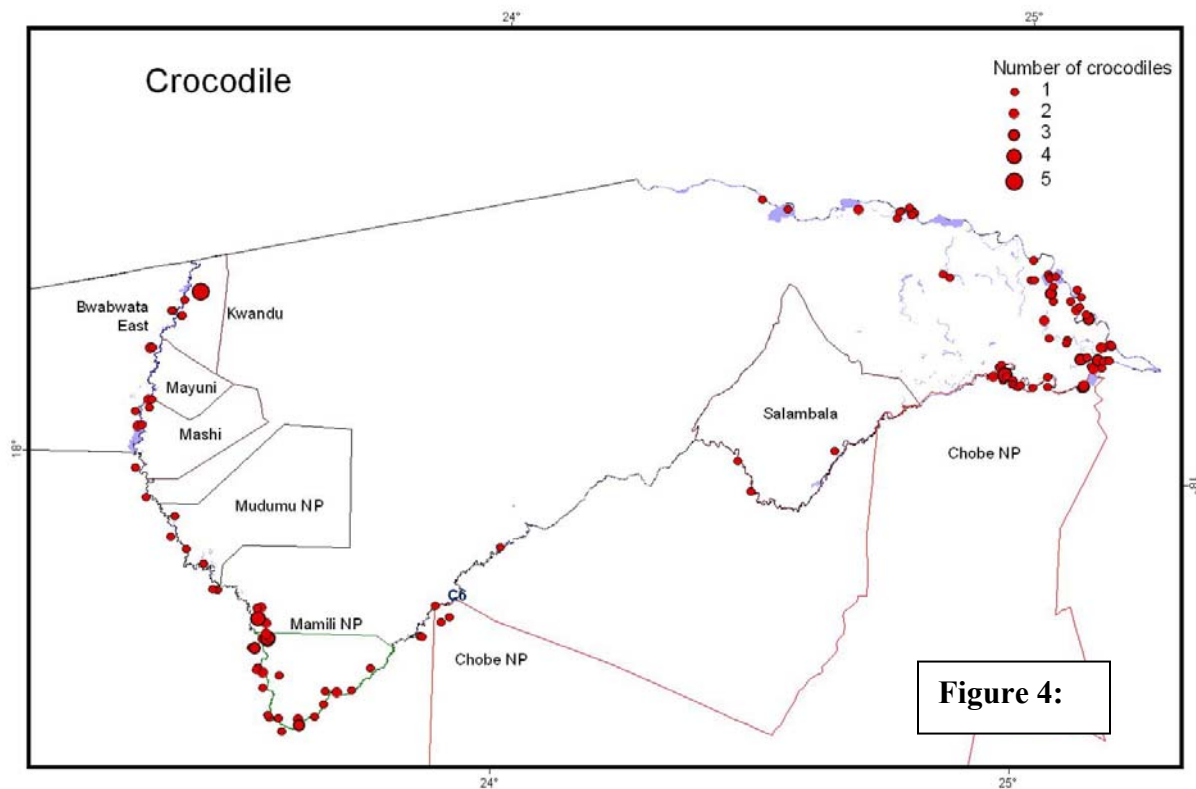 24°
25°
Crocodile
Number of crocodiles
1
2
3
4
5
Bwabwata
East
Kwandu
Mayuni
Mashi
Salambala
18°
Chobe NP
Mudumu NP
C6
Mamili NP
Chobe NP
Figure 4:
24°
25°